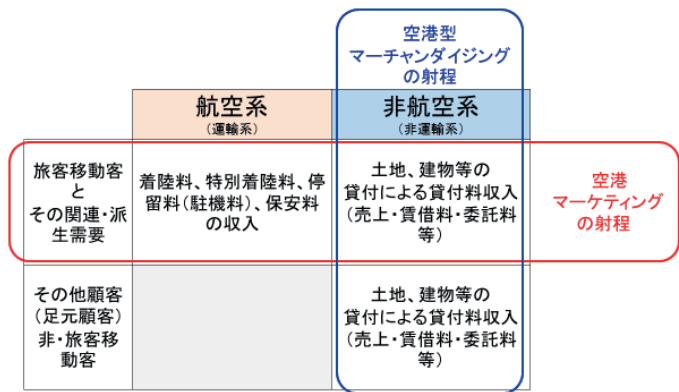 空港型
マーチャンダイジング
の射程
航空系
（運輸系）
非航空系
（非運輸系）
旅客移動客
と
その関連・派
生需要
着陸料、特別着陸料、停
留料（駐機料）、保安料
の収入
土地、建物等の
貸付による貸付料収入
（売上・賃借料・委託料
等）
空港
マーケティング
の射程
その他顧客
（足元顧客）
非・旅客移
動客
土地、建物等の
貸付による貸付料収入
（売上・賃借料・委託料
等）